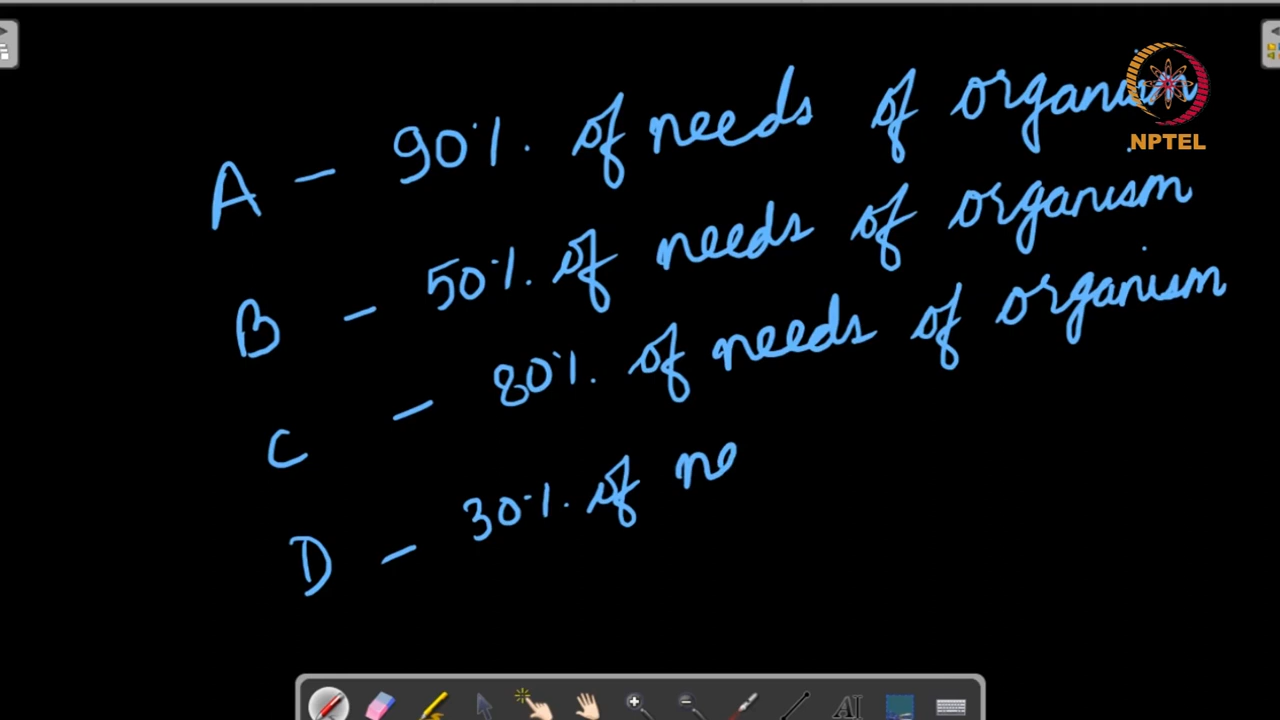 A - 90%. of needs of organism
NPTEL
B - 50%. of needs of organism
C - 80%. of needs of organism
D - 30%. of ne
AI